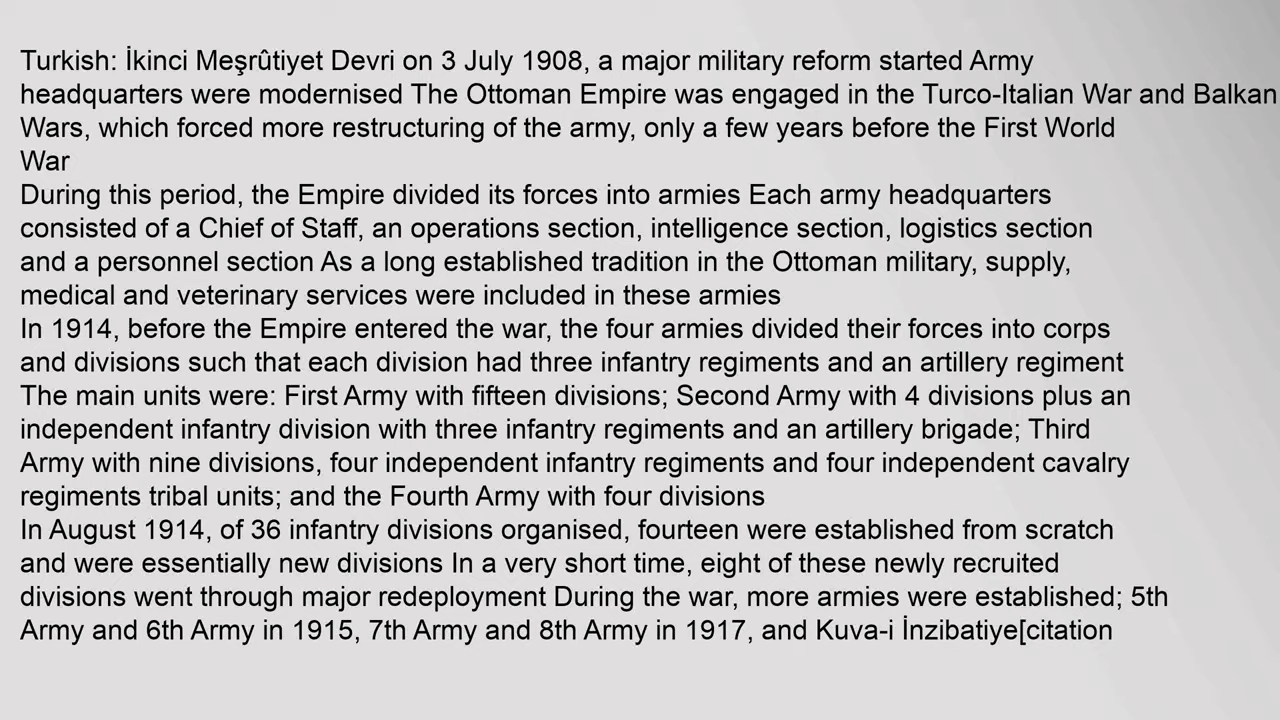 Turkish: İkinci Meşrûtiyet Devri on 3 July 1908, a major military reform started Army
headquarters were modernised The Ottoman Empire was engaged in the Turco-Italian War and Balkan
Wars, which forced more restructuring of the army, only a few years before the First World
War
During this period, the Empire divided its forces into armies Each army headquarters
consisted of a Chief of Staff, an operations section, intelligence section, logistics section
and a personnel section As a long established tradition in the Ottoman military, supply,
medical and veterinary services were included in these armies
In 1914, before the Empire entered the war, the four armies divided their forces into corps
and divisions such that each division had three infantry regiments and an artillery regiment
The main units were: First Army with fifteen divisions; Second Army with 4 divisions plus an
independent infantry division with three infantry regiments and an artillery brigade; Third
Army with nine divisions, four independent infantry regiments and four independent cavalry
regiments tribal units; and the Fourth Army with four divisions
In August 1914, of 36 infantry divisions organised, fourteen were established from scratch
and were essentially new divisions In a very short time, eight of these newly recruited
divisions went through major redeployment During the war, more armies were established; 5th
Army and 6th Army in 1915, 7th Army and 8th Army in 1917, and Kuva-i İnzibatiye[citation